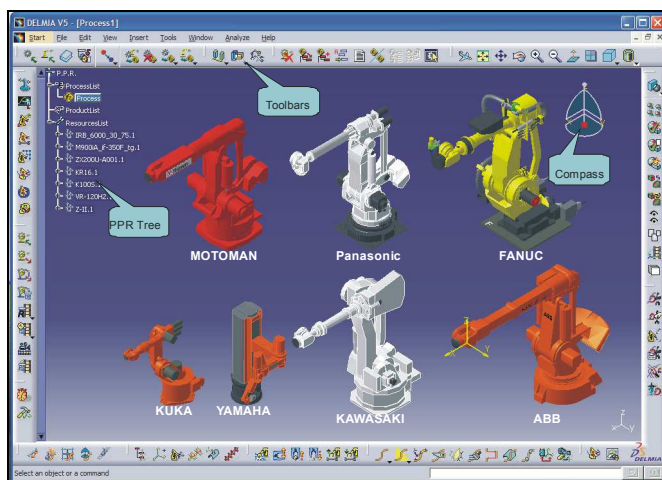 DELMIA V5 - [Process1]
Start File Edit View Insert Tools Window Analyze Help
P.P.R.
ProcessList
Process
ProductList
ResourcesList
IRB_6000_30_75.1
M900iA_if-350F_tg.1
ZX200U-A001.1
KR16.1
K100S.
VR-120H2.
Z-II.1
Toolbars
Compass
PPR Tree
MOTOMAN
Panasonic
FANUC
ABB
KUKA
YAMAHA
KAWASAKI
ABB
z
y
x
DELMIA
Select an object or a command